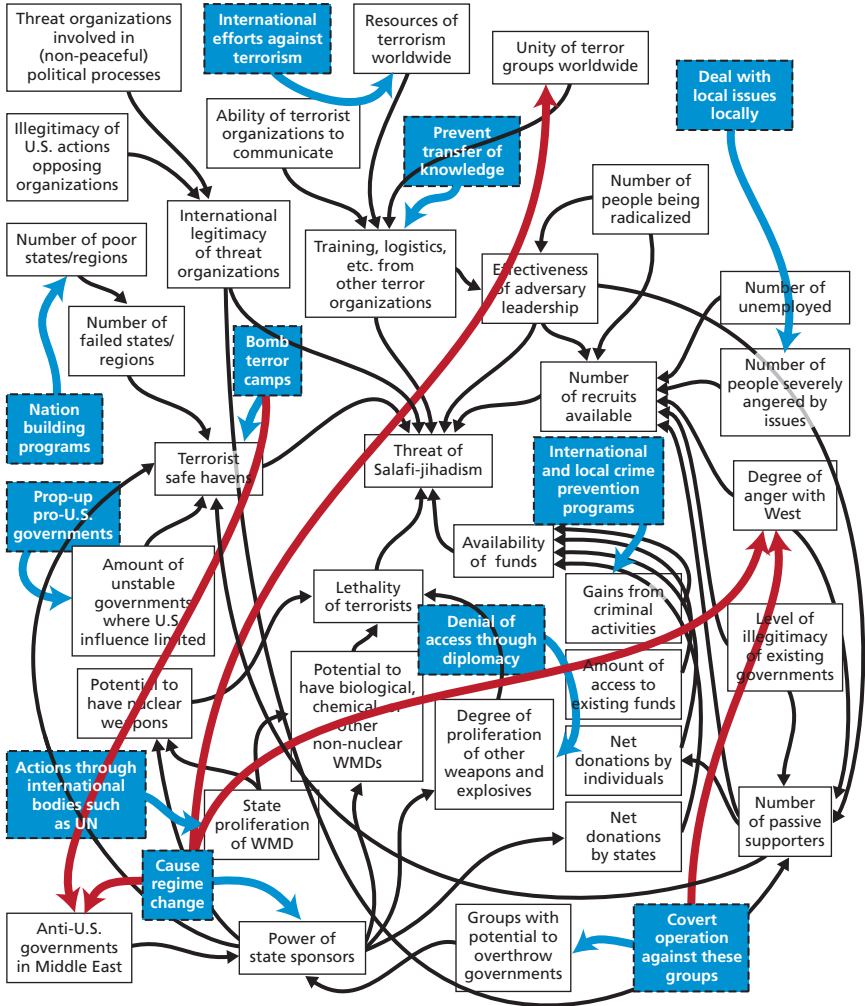 Threat organizations
involved in
(non-peaceful)
political processes
International
efforts against
terrorism
Resources of
terrorism
worldwide
Unity of terror
groups worldwide
Deal with
local issues
locally
Illegitimacy of
U.S. actions
opposing
organizations
Ability of terrorist
organizations to
communicate
Prevent
transfer of
knowledge
Number of
people being
radicalized
Number of poor
states/regions
International
legitimacy
of threat
organizations
Training, logistics,
etc. from
other terror
organizations
Effectiveness
of adversary
leadership
Number of
unemployed
Number of
failed states/
regions
Bomb
terror
camps
Number
of recruits
available
Number of
people severely
angered by
issues
Nation
building
programs
Terrorist
safe havens
Threat of
Salafi-jihadism
International
and local crime
prevention
programs
Degree of
anger with
West
Prop-up
pro-U.S.
governments
Availability
of funds
Amount of
unstable
governments
where U.S.
influence limited
Lethality
of terrorists
Gains from
criminal
activities
Denial of
access through
diplomacy
Level of
illegitimacy
of existing
governments
Potential to
have nuclear
weapons
Potential to
have biological,
chemical, or
other
non-nuclear
WMDs
Amount of
access to
existing funds
Degree of
proliferation
of other
weapons and
explosives
Net
donations by
individuals
Actions through
international
bodies such
as UN
State
proliferation
of WMD
Net
donations
by states
Number
of passive
supporters
Cause
regime
change
Anti-U.S.
governments
in Middle East
Power of
state sponsors
Groups with
potential to
overthrow
governments
Covert
operation
against these
groups